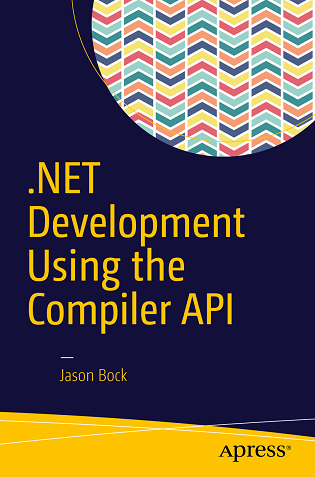 .NET
Development
Using the
Compiler API
Jason Bock
Apress®